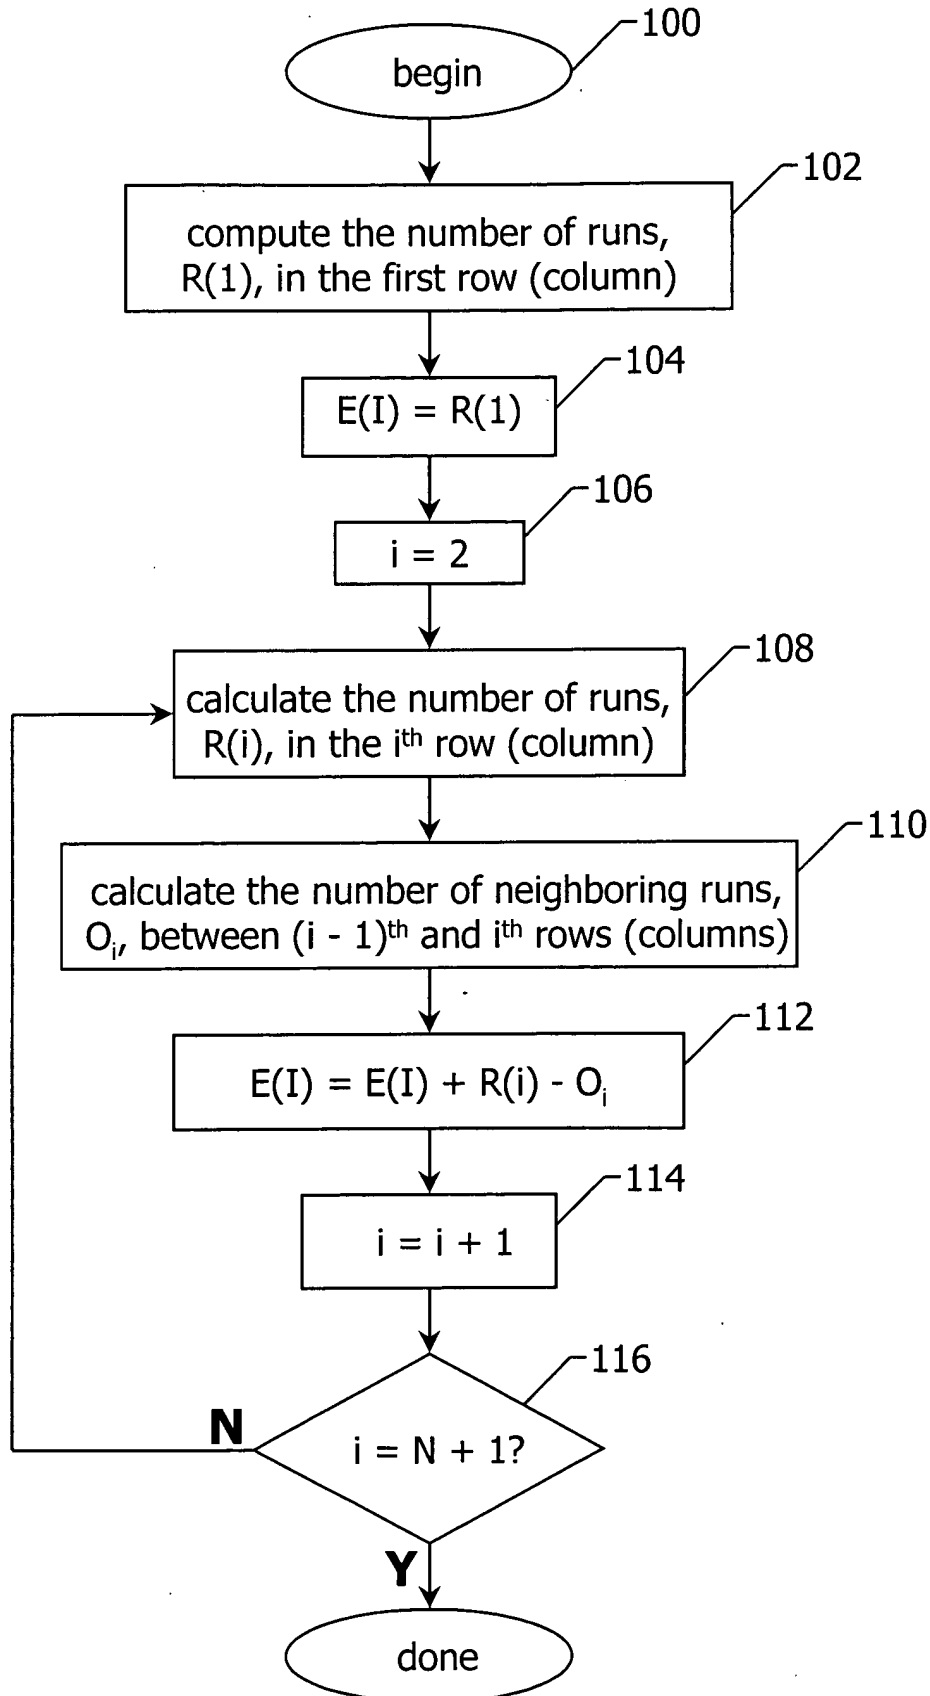 100
begin
102
compute the number of runs,
R(1), in the first row (column)
104
E(I) = R(1)
106
i = 2
108
calculate the number of runs,
R(i), in the iᵗʰ row (column)
110
calculate the number of neighboring runs,
Oᵢ, between (i - 1)ᵗʰ and iᵗʰ rows (columns)
112
E(I) = E(I) + R(i) - Oᵢ
114
i = i + 1
116
N
i = N + 1?
Y
done